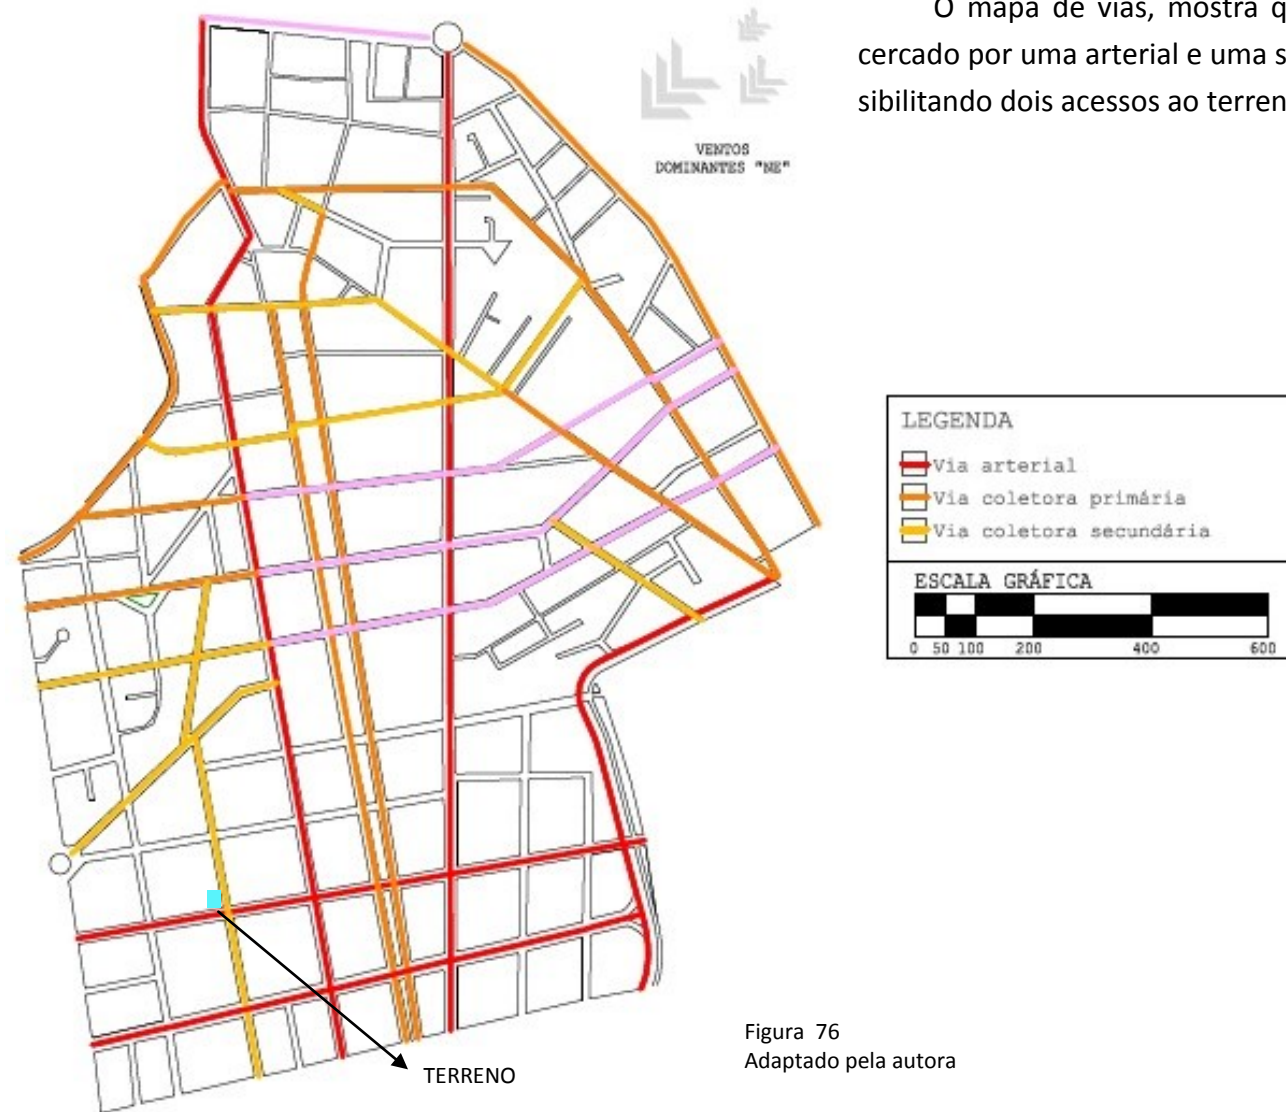 O mapa de vias, mostra q
cercado por uma arterial e uma s
sibilitando dois acessos ao terren
VENTOS
DOMINANTES "NE"
LEGENDA
Via arterial
Via coletora primária
Via coletora secundária
ESCALA GRÁFICA
0 50 100 200 400 600
Figura 76
Adaptado pela autora
TERRENO